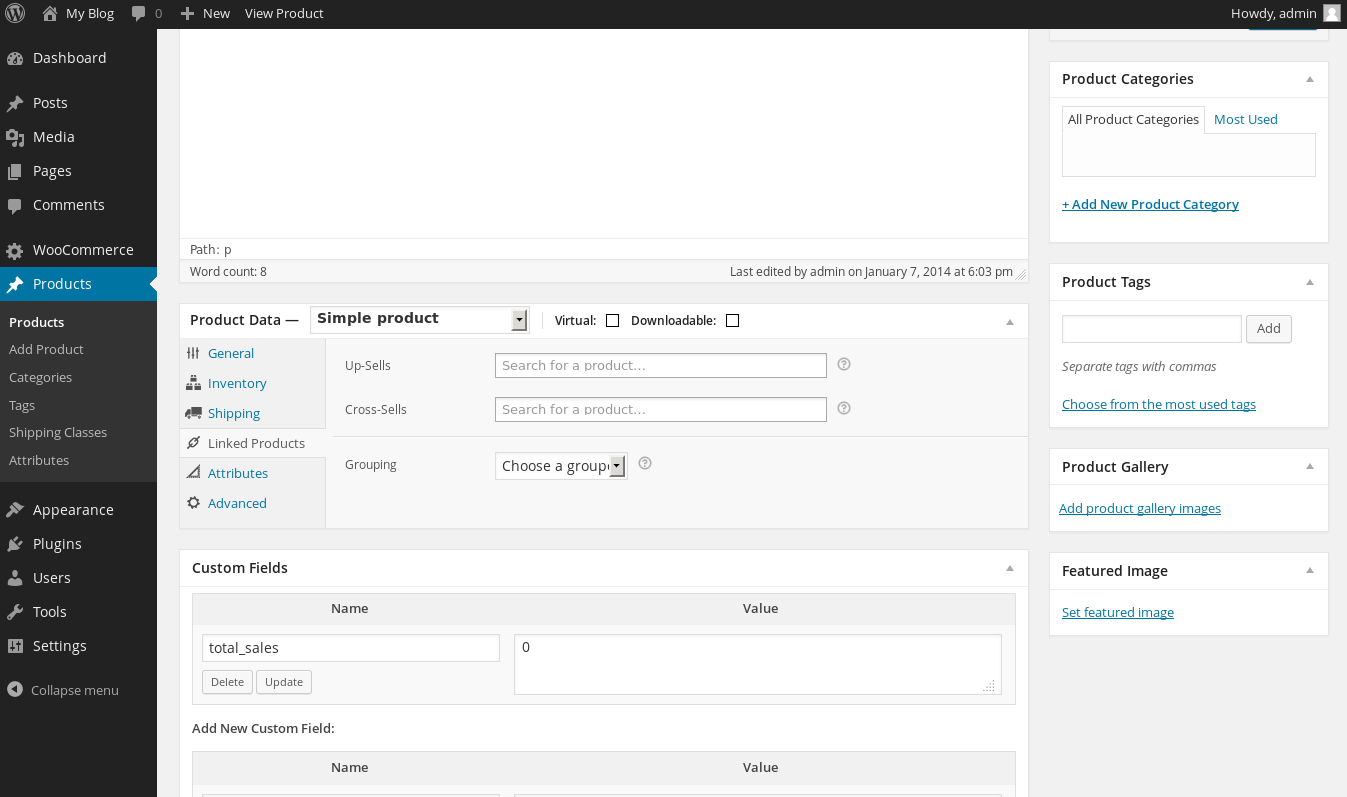 My Blog 0 New View Product Howdy, admin
Dashboard
Posts
Media
Pages
Comments
WooCommerce
Products
Products
Add Product
Categories
Tags
Shipping Classes
Attributes
Appearance
Plugins
Users
Tools
Settings
Collapse menu
Path: p
Word count: 8 Last edited by admin on January 7, 2014 at 6:03 pm
Product Data — Simple product Virtual: Downloadable:
General
Inventory
Shipping
Linked Products
Attributes
Advanced
Up-Sells Search for a product...
Cross-Sells Search for a product...
Grouping Choose a groupe
Custom Fields
Name Value
total_sales 0
Delete Update
Add New Custom Field:
Name Value
Product Categories
All Product Categories Most Used
+ Add New Product Category
Product Tags
Add
Separate tags with commas
Choose from the most used tags
Product Gallery
Add product gallery images
Featured Image
Set featured image